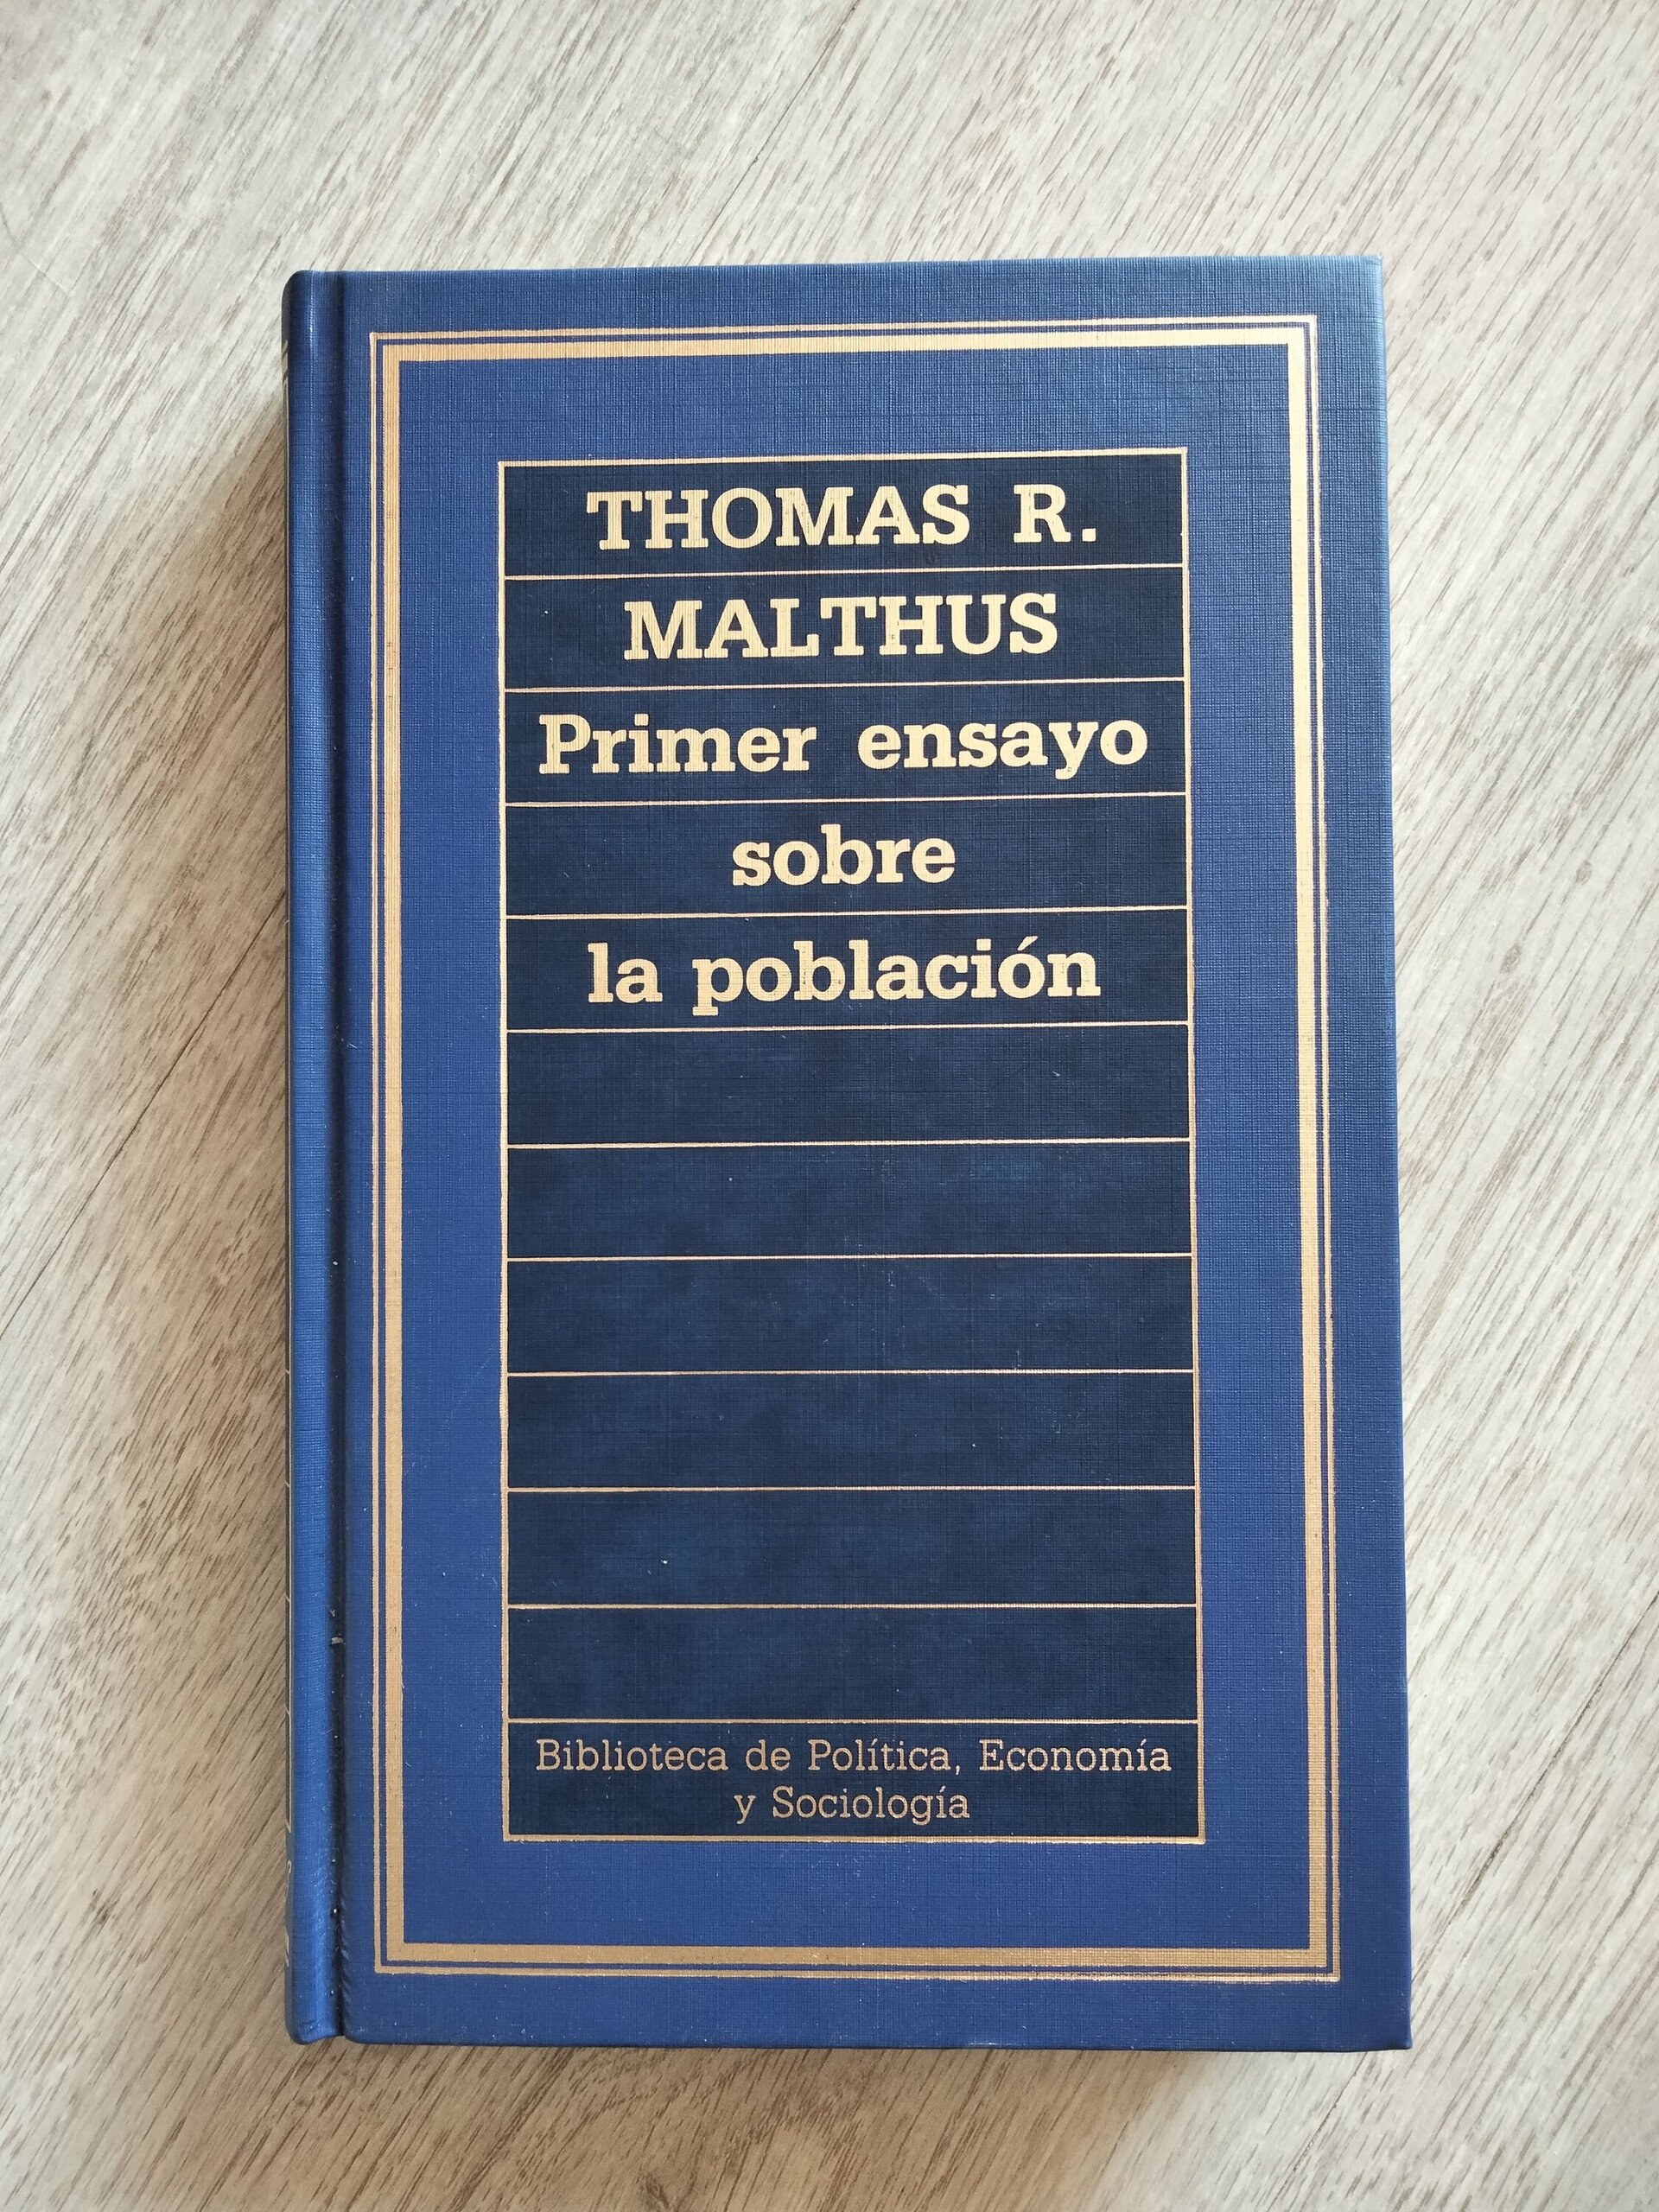 THOMAS R.
MALTHUS
Primer ensayo
sobre
la población
Biblioteca de Política, Economía
y Sociología